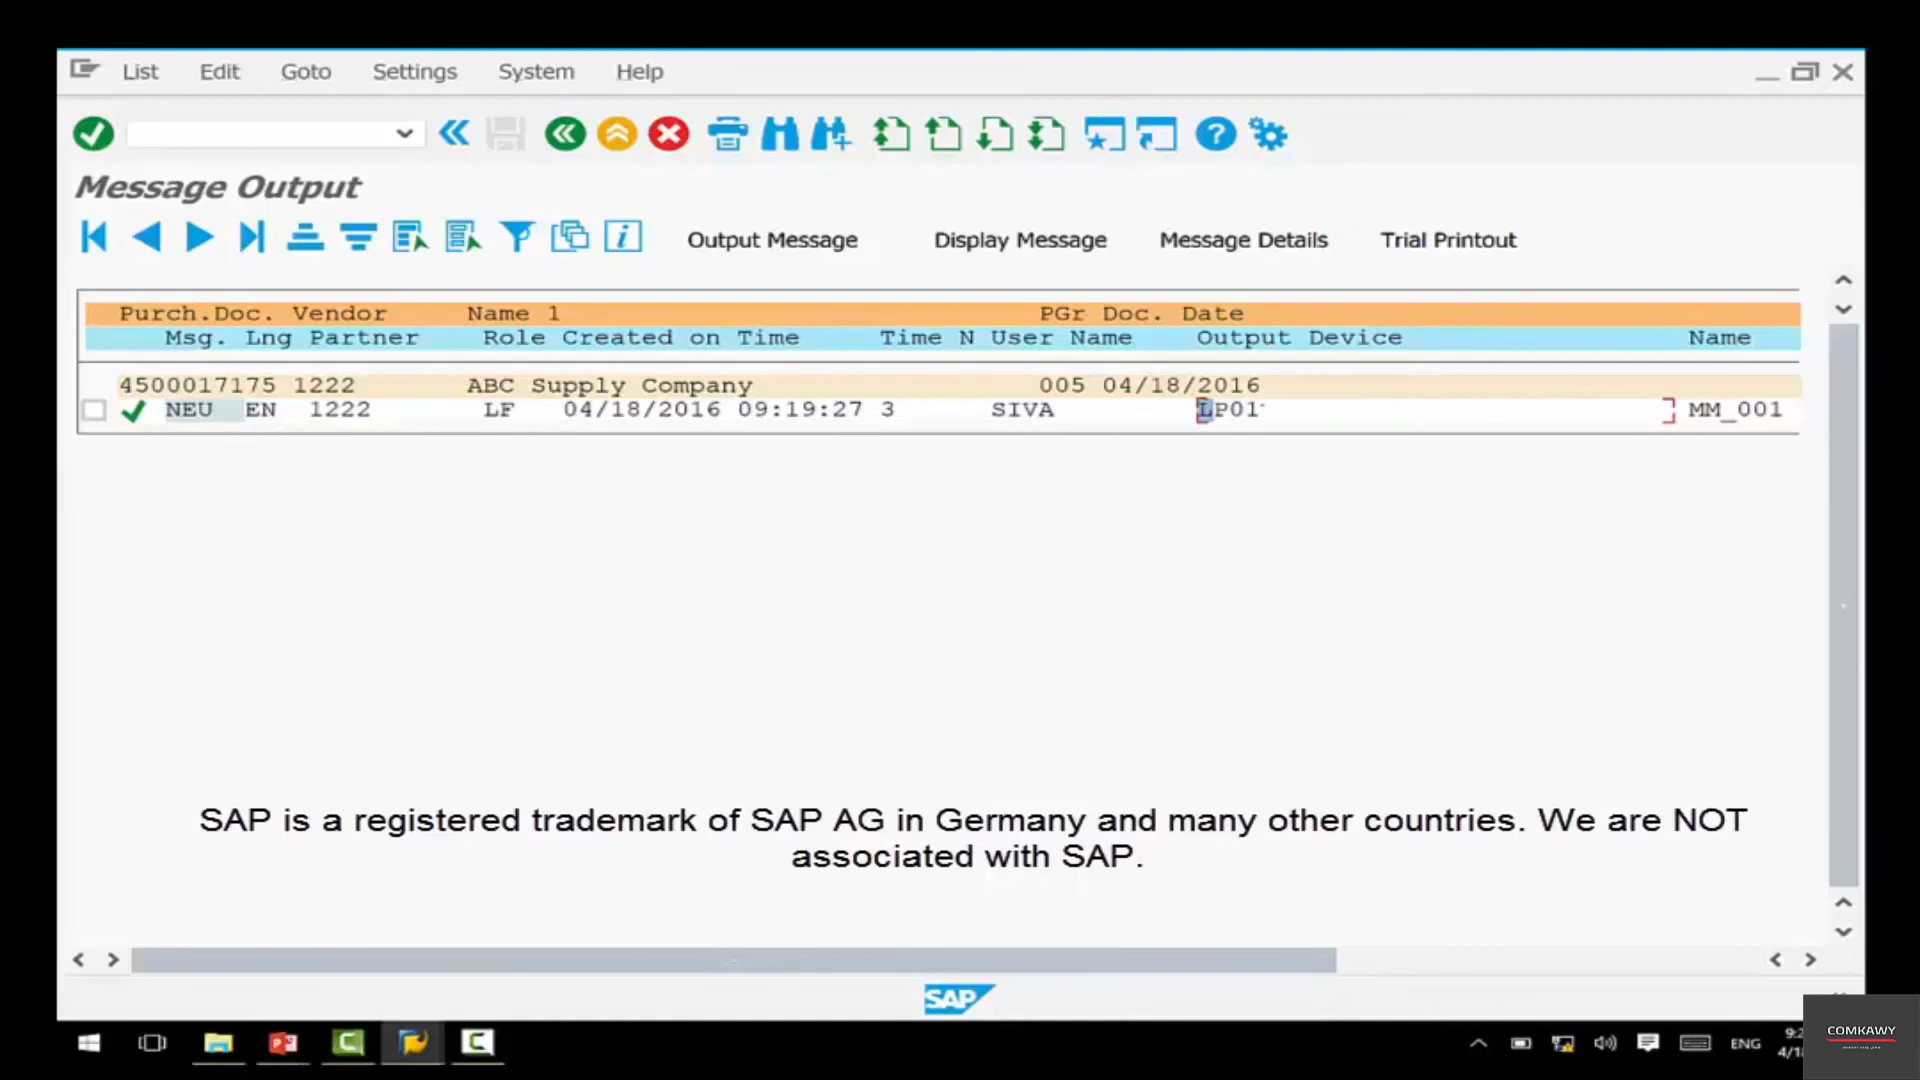 List Edit Goto Settings System Help
Message Output
Output Message Display Message Message Details Trial Printout
Purch.Doc. Vendor Name 1 PGr Doc. Date
Msg. Lng Partner Role Created on Time Time N User Name Output Device Name
4500017175 1222 ABC Supply Company 005 04/18/2016
NEU EN 1222 LF 04/18/2016 09:19:27 3 SIVA LP01 MM_001
SAP is a registered trademark of SAP AG in Germany and many other countries. We are NOT
associated with SAP.
SAP
ENG
COMKAWY